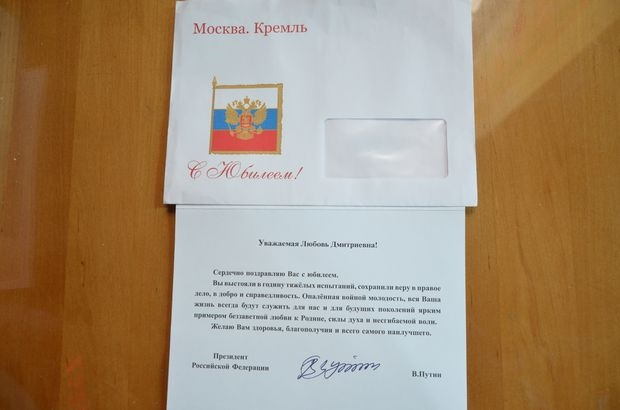 Москва. Кремль
С Юбилеем!
Уважаемая Любовь Дмитриевна!
Сердечно поздравляю Вас с юбилеем.
Вы выстояли в годину тяжёлых испытаний, сохранили веру в правое
дело, в добро и справедливость. Опалённая войной молодость, вся Ваша
жизнь всегда будут служить для нас и для будущих поколений ярким
примером беззаветной любви к Родине, силы духа и несгибаемой воли.
Желаю Вам здоровья, благополучия и всего самого наилучшего.
Президент
Российской Федерации
В.Путин